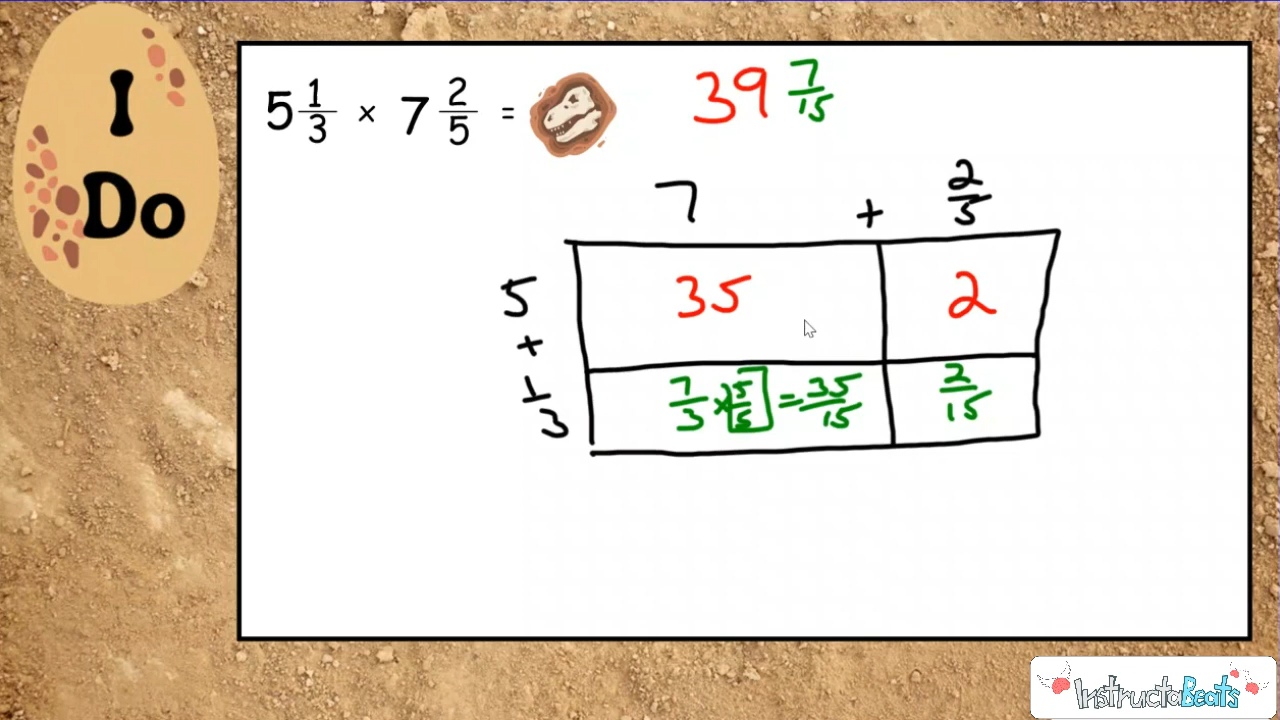 I
Do
5 1/3 × 7 2/5 =
39 7/15
7 + 2/5
5 35 2
+
1/3 7/3 × 5/5 = 35/15 2/15
InstructaBeats